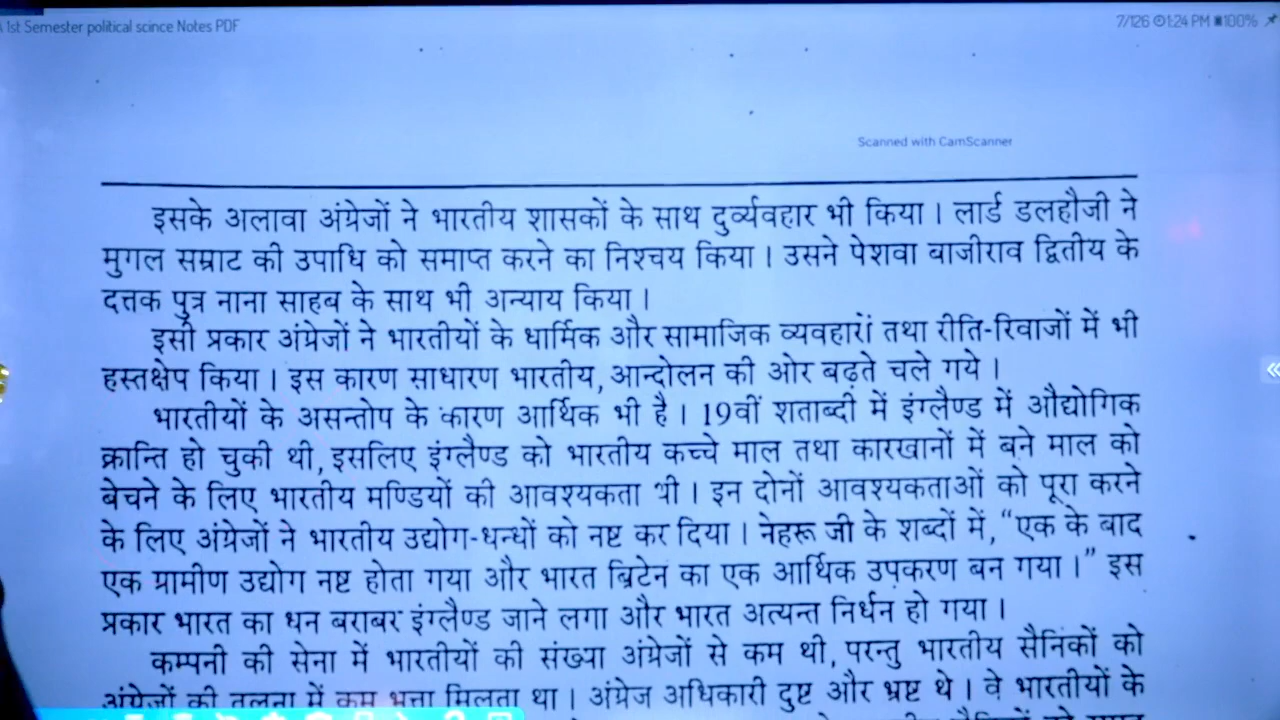 1st Semester political scince Notes PDF
7/126 1:24 PM 100%
Scanned with CamScanner
इसके अलावा अंग्रेजों ने भारतीय शासकों के साथ दुर्व्यवहार भी किया । लार्ड डलहौजी ने
मुगल सम्राट की उपाधि को समाप्त करने का निश्चय किया । उसने पेशवा बाजीराव द्वितीय के
दत्तक पुत्र नाना साहब के साथ भी अन्याय किया ।
इसी प्रकार अंग्रेजों ने भारतीयों के धार्मिक और सामाजिक व्यवहारों तथा रीति-रिवाजों में भी
हस्तक्षेप किया । इस कारण साधारण भारतीय, आन्दोलन की ओर बढ़ते चले गये ।
भारतीयों के असन्तोप के कारण आर्थिक भी है । 19वीं शताब्दी में इंग्लैण्ड में औद्योगिक
क्रान्ति हो चुकी थी, इसलिए इंग्लैण्ड को भारतीय कच्चे माल तथा कारखानों में बने माल को
बेचने के लिए भारतीय मण्डियों की आवश्यकता थी । इन दोनों आवश्यकताओं को पूरा करने
के लिए अंग्रेजों ने भारतीय उद्योग-धन्धों को नष्ट कर दिया । नेहरू जी के शब्दों में, “एक के बाद
एक ग्रामीण उद्योग नष्ट होता गया और भारत ब्रिटेन का एक आर्थिक उपकरण बन गया ।” इस
प्रकार भारत का धन बराबर इंग्लैण्ड जाने लगा और भारत अत्यन्त निर्धन हो गया ।
कम्पनी की सेना में भारतीयों की संख्या अंग्रेजों से कम थी, परन्तु भारतीय सैनिकों को
अंग्रेजों की तुलना में कम भत्ता मिलता था । अंग्रेज अधिकारी दुष्ट और भ्रष्ट थे । वे भारतीयों के